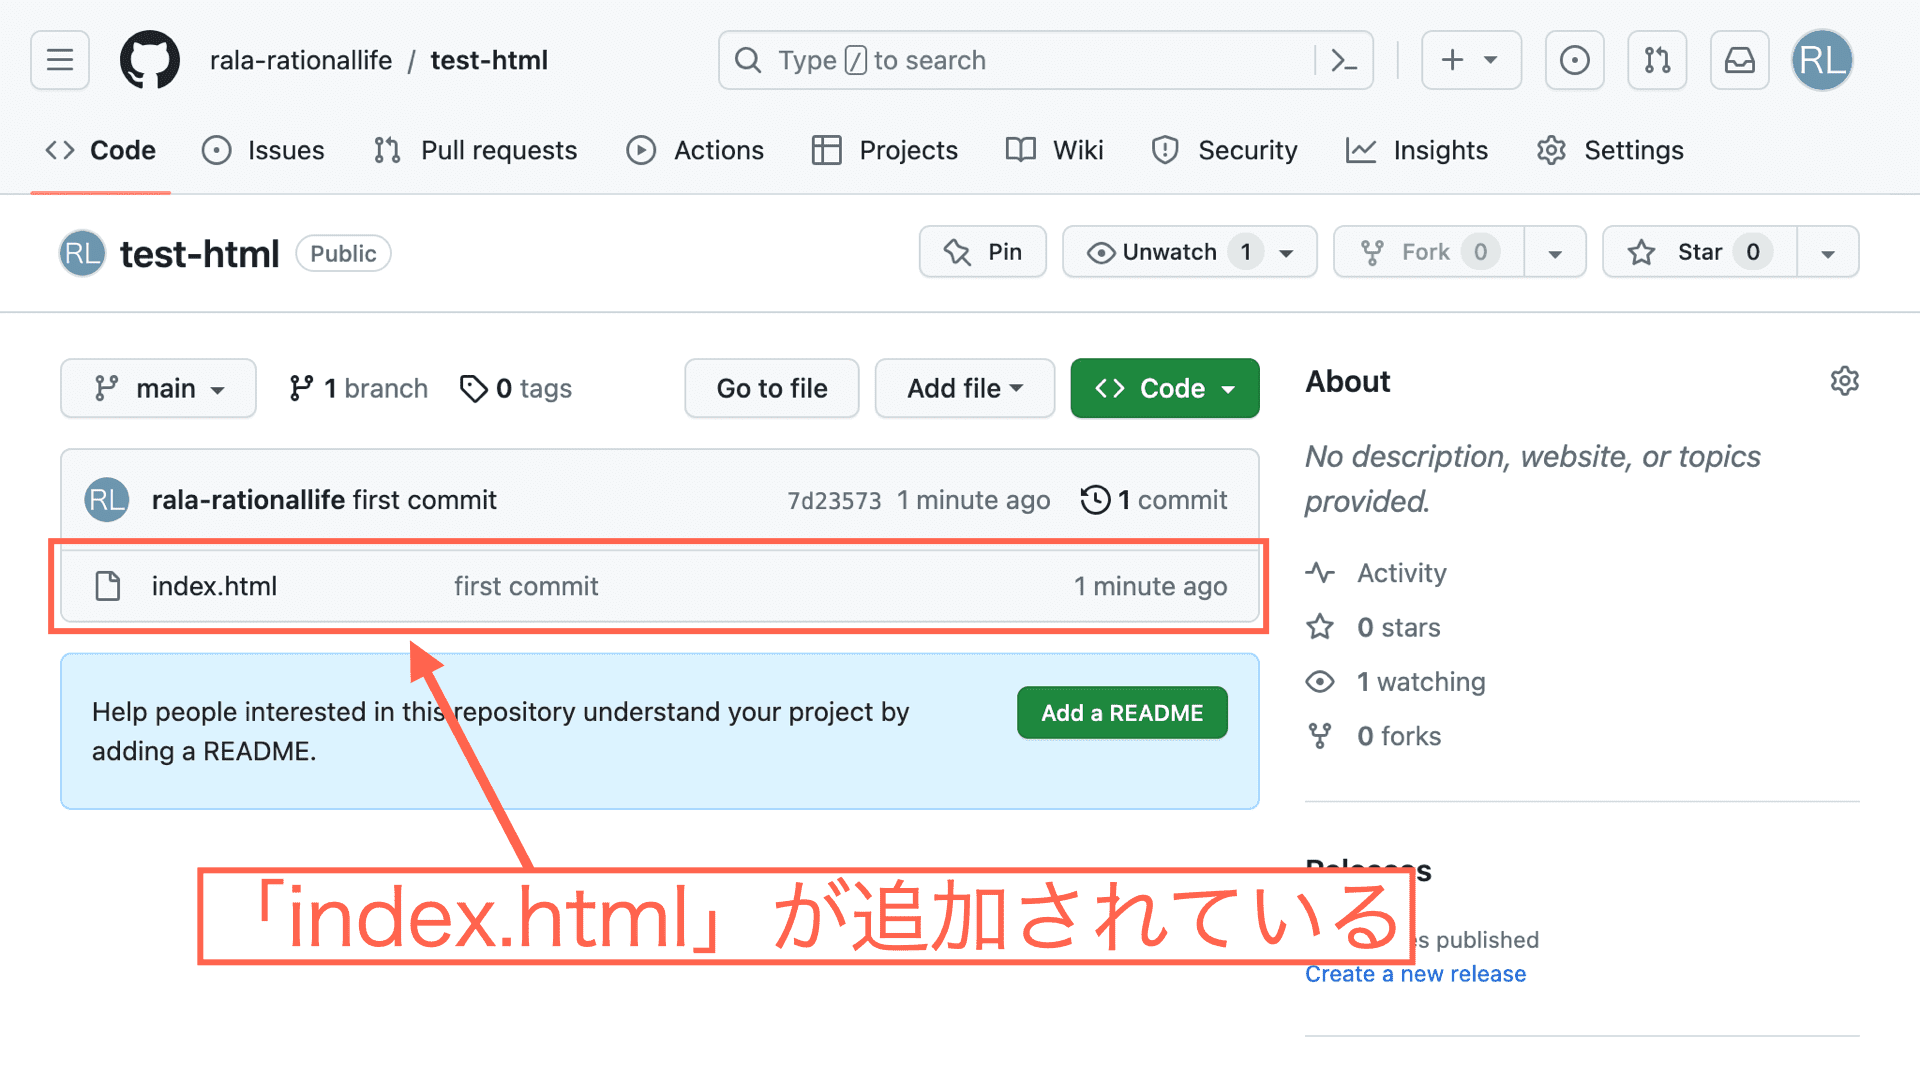 rala-rationallife / test-html
Type / to search
RL
Code Issues Pull requests Actions Projects Wiki Security Insights Settings
RL test-html Public
Pin Unwatch 1 Fork 0 Star 0
main 1 branch 0 tags Go to file Add file Code
RL rala-rationallife first commit 7d23573 1 minute ago 1 commit
index.html first commit 1 minute ago
Help people interested in this repository understand your project by
adding a README.
Add a README
「index.html」が追加されている
About
No description, website, or topics
provided.
Activity
0 stars
1 watching
0 forks
Releases
published
Create a new release